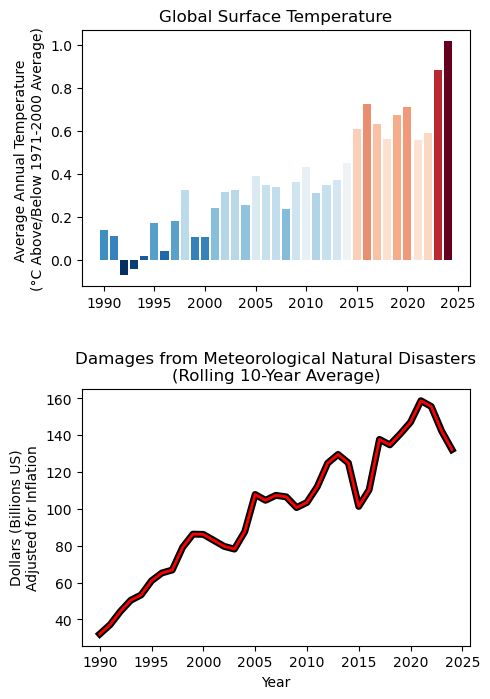 Global Surface Temperature
Average Annual Temperature
(°C Above/Below 1971-2000 Average)
1.0
0.8
0.6
0.4
0.2
0.0
1990 1995 2000 2005 2010 2015 2020 2025
Damages from Meteorological Natural Disasters
(Rolling 10-Year Average)
Dollars (Billions US)
Adjusted for Inflation
160
140
120
100
80
60
40
1990 1995 2000 2005 2010 2015 2020 2025
Year